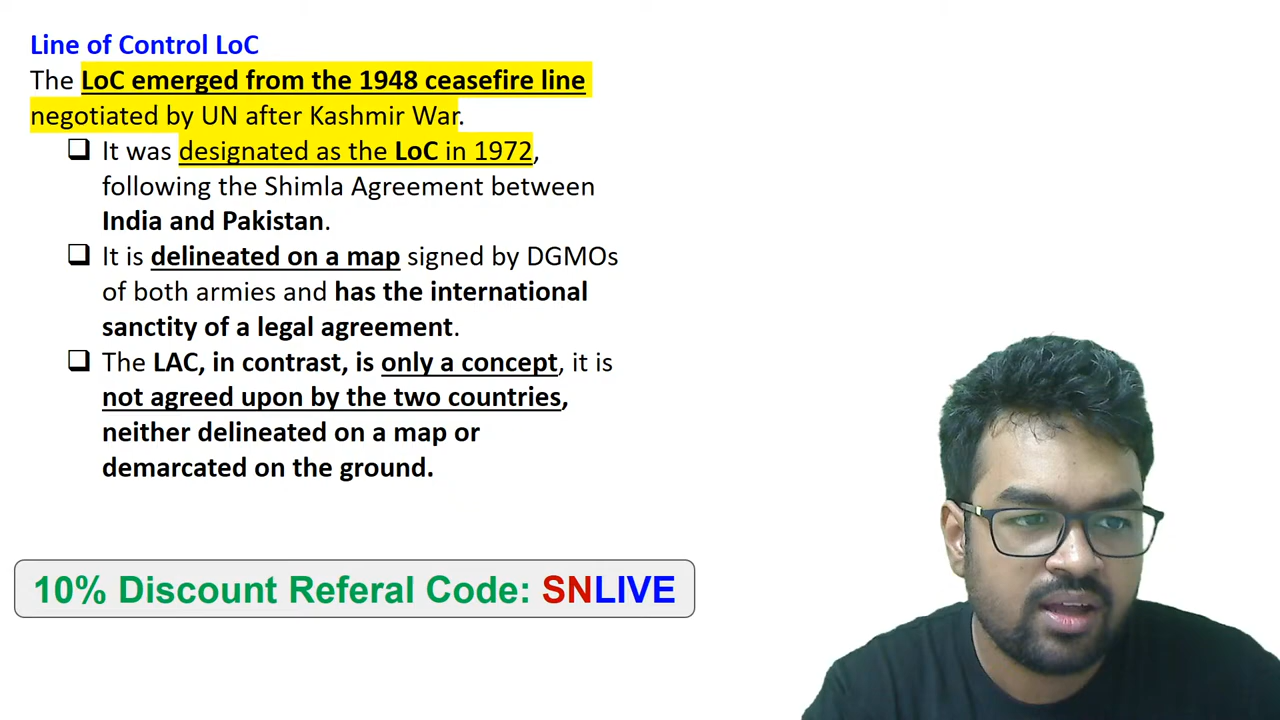 Line of Control LoC
The LoC emerged from the 1948 ceasefire line
negotiated by UN after Kashmir War.
❑ It was designated as the LoC in 1972,
following the Shimla Agreement between
India and Pakistan.
❑ It is delineated on a map signed by DGMOs
of both armies and has the international
sanctity of a legal agreement.
❑ The LAC, in contrast, is only a concept, it is
not agreed upon by the two countries,
neither delineated on a map or
demarcated on the ground.
10% Discount Referal Code: SNLIVE